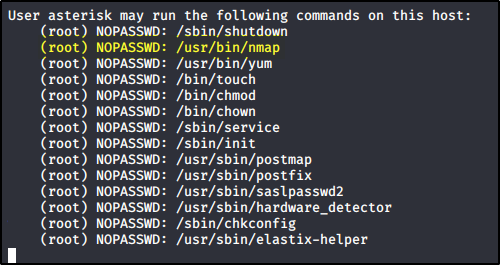 User asterisk may run the following commands on this host:
(root) NOPASSWD: /sbin/shutdown
(root) NOPASSWD: /usr/bin/nmap
(root) NOPASSWD: /usr/bin/yum
(root) NOPASSWD: /bin/touch
(root) NOPASSWD: /bin/chmod
(root) NOPASSWD: /bin/chown
(root) NOPASSWD: /sbin/service
(root) NOPASSWD: /sbin/init
(root) NOPASSWD: /usr/sbin/postmap
(root) NOPASSWD: /usr/sbin/postfix
(root) NOPASSWD: /usr/sbin/saslpasswd2
(root) NOPASSWD: /usr/sbin/hardware_detector
(root) NOPASSWD: /sbin/chkconfig
(root) NOPASSWD: /usr/sbin/elastix-helper